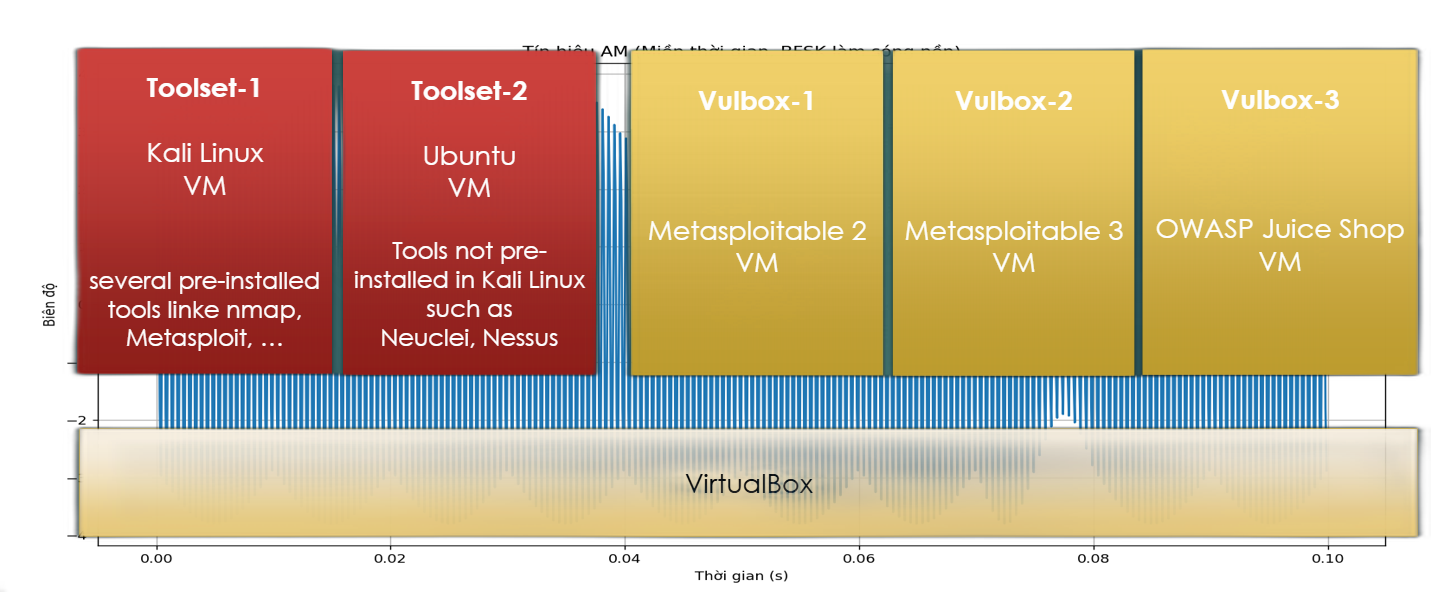 Tín hiệu AM (Miền thời gian, BFSK làm sóng nền)
Toolset-1
Kali Linux
VM
several pre-installed
tools linke nmap,
Metasploit, ...
Toolset-2
Ubuntu
VM
Tools not pre-
installed in Kali Linux
such as
Neuclei, Nessus
Vulbox-1
Metasploitable 2
VM
Vulbox-2
Metasploitable 3
VM
Vulbox-3
OWASP Juice Shop
VM
Biên độ
−2
VirtualBox
0.00
0.02
0.04
0.06
0.08
0.10
Thời gian (s)